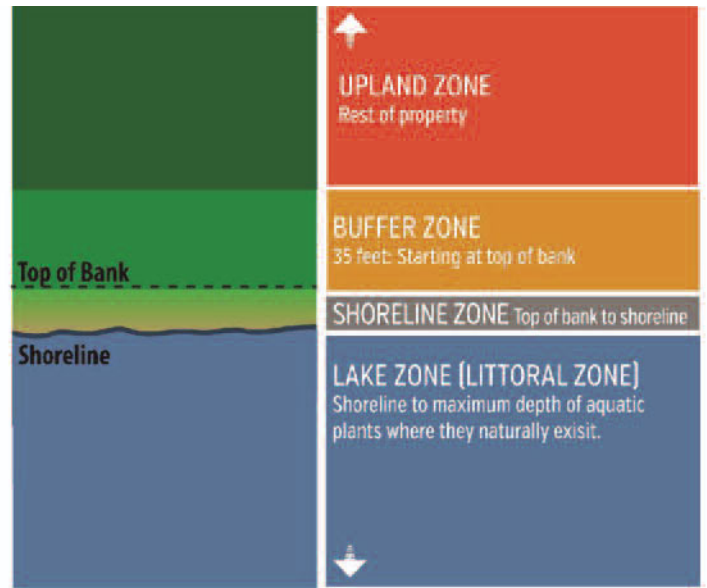 UPLAND ZONE
Rest of property
BUFFER ZONE
35 feet: Starting at top of bank
Top of Bank
SHORELINE ZONE Top of bank to shoreline
Shoreline
LAKE ZONE (LITTORAL ZONE)
Shoreline to maximum depth of aquatic
plants where they naturally exisit.